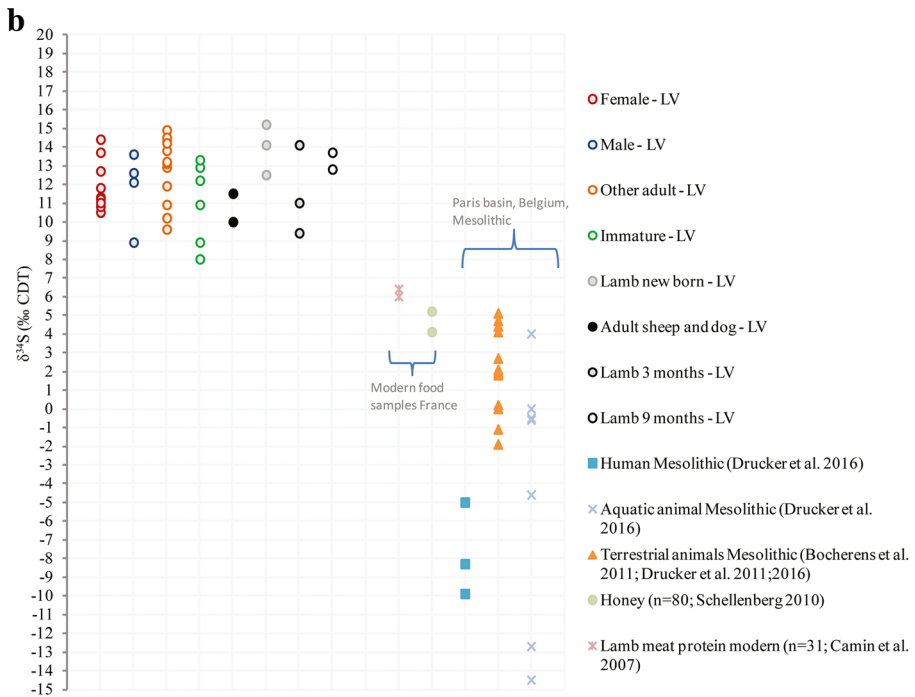 b
20
19
18
17
16
15
14
13
12
11
10
9
8
7
6
5
4
3
2
1
0
-1
-2
-3
-4
-5
-6
-7
-8
-9
-10
-11
-12
-13
-14
-15
δ³⁴S (‰ CDT)
Paris basin, Belgium,
Mesolithic
Modern food
samples France
Female - LV
Male - LV
Other adult - LV
Immature - LV
Lamb new born - LV
Adult sheep and dog - LV
Lamb 3 months - LV
Lamb 9 months - LV
Human Mesolithic (Drucker et al. 2016)
Aquatic animal Mesolithic (Drucker et al.
2016)
Terrestrial animals Mesolithic (Bocherens et al.
2011; Drucker et al. 2011;2016)
Honey (n=80; Schellenberg 2010)
Lamb meat protein modern (n=31; Camin et al.
2007)